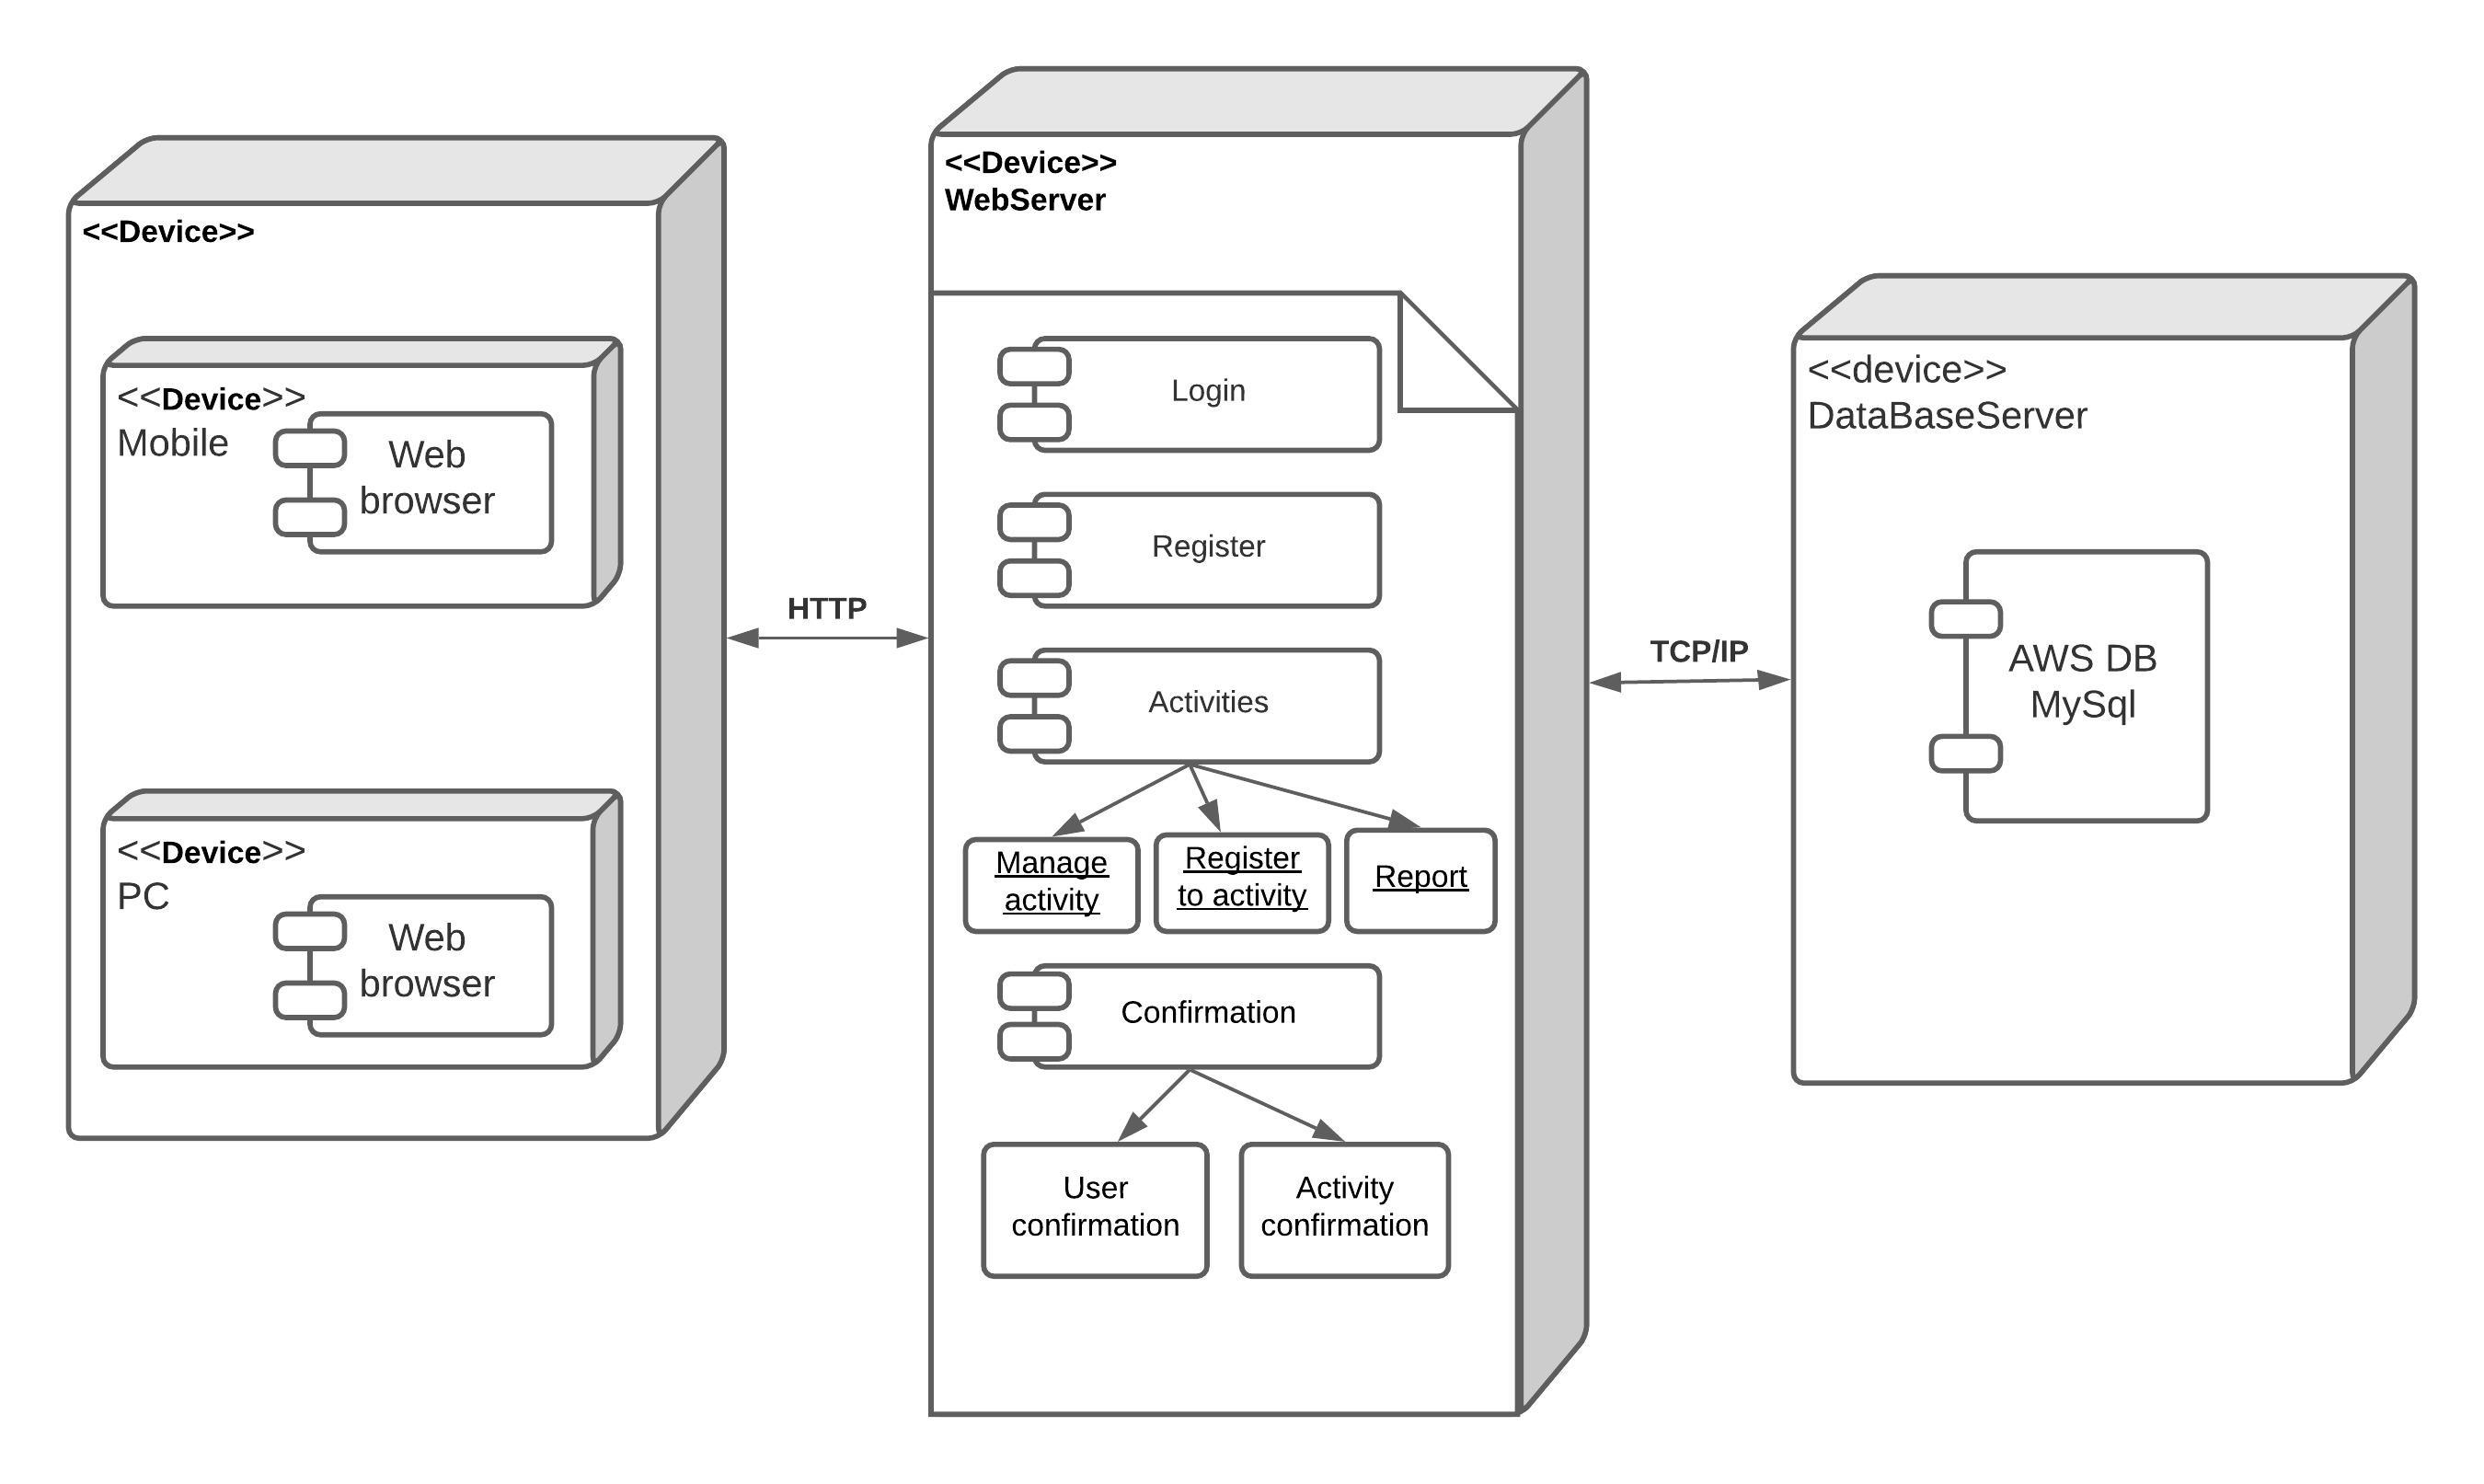 <<Device>>
<<Device>>
Mobile
Web
browser
<<Device>>
PC
Web
browser
HTTP
<<Device>>
WebServer
Login
Register
Activities
Manage
activity
Register
to activity
Report
Confirmation
User
confirmation
Activity
confirmation
TCP/IP
<<device>>
DataBaseServer
AWS DB
MySql